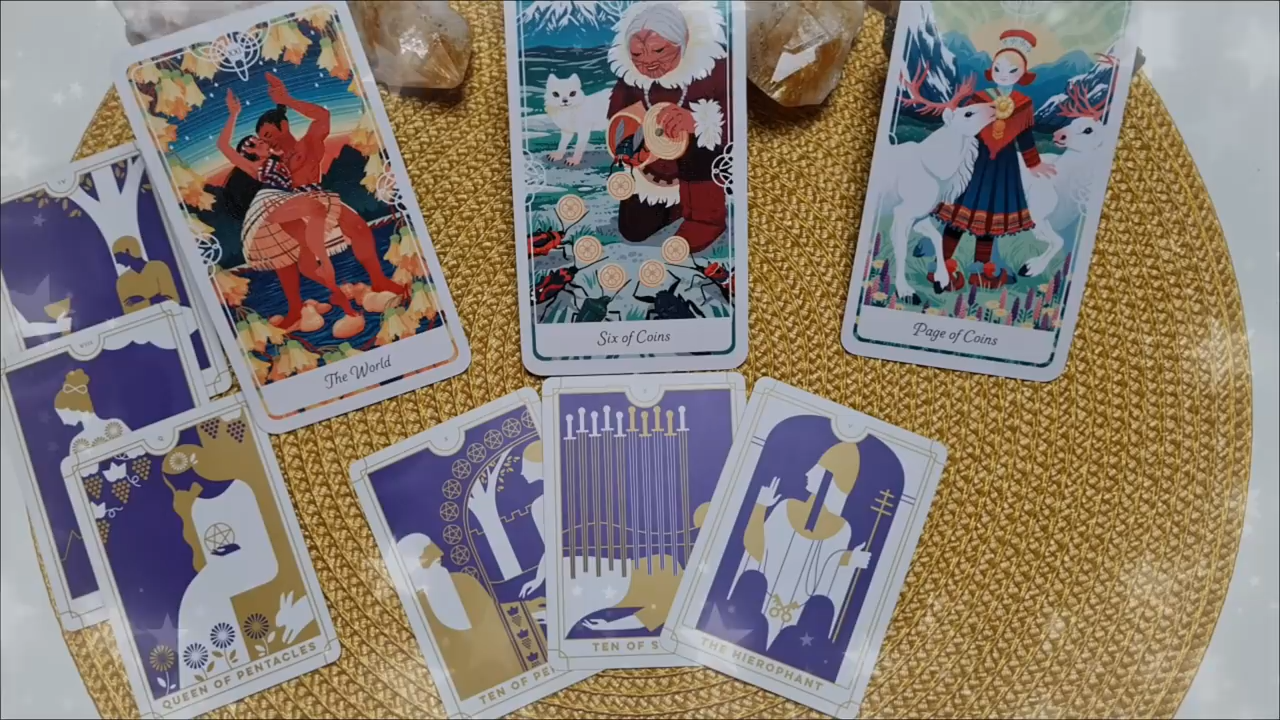 The World
Six of Coins
Page of Coins
QUEEN OF PENTACLES
TEN OF PE
TEN OF S
THE HIEROPHANT